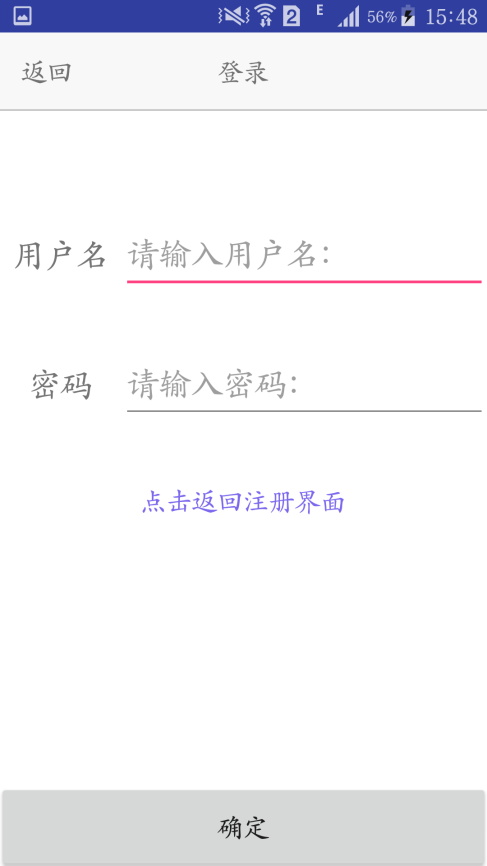 2 E 56% 15:48
返回 登录
用户名 请输入用户名:
密码 请输入密码:
点击返回注册界面
确定